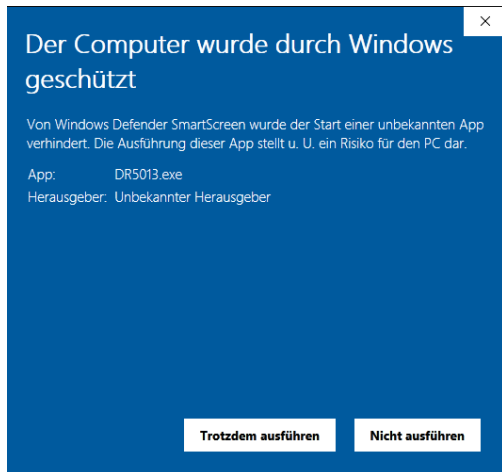 Der Computer wurde durch Windows
geschützt
Von Windows Defender SmartScreen wurde der Start einer unbekannten App
verhindert. Die Ausführung dieser App stellt u. U. ein Risiko für den PC dar.
App: DR5013.exe
Herausgeber: Unbekannter Herausgeber
Trotzdem ausführen Nicht ausführen